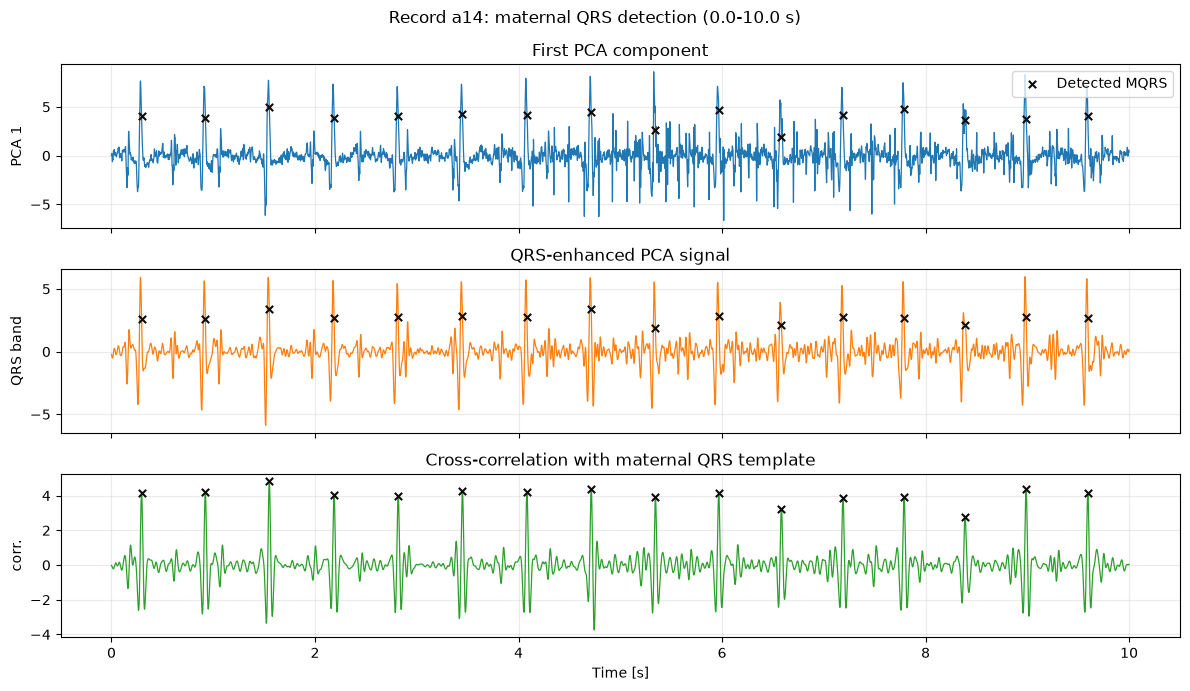 Record a14: maternal QRS detection (0.0-10.0 s)
First PCA component
Detected MQRS
PCA 1
5
0
−5
QRS-enhanced PCA signal
QRS band
5
0
−5
Cross-correlation with maternal QRS template
corr.
4
2
0
−2
−4
0 2 4 6 8 10
Time [s]